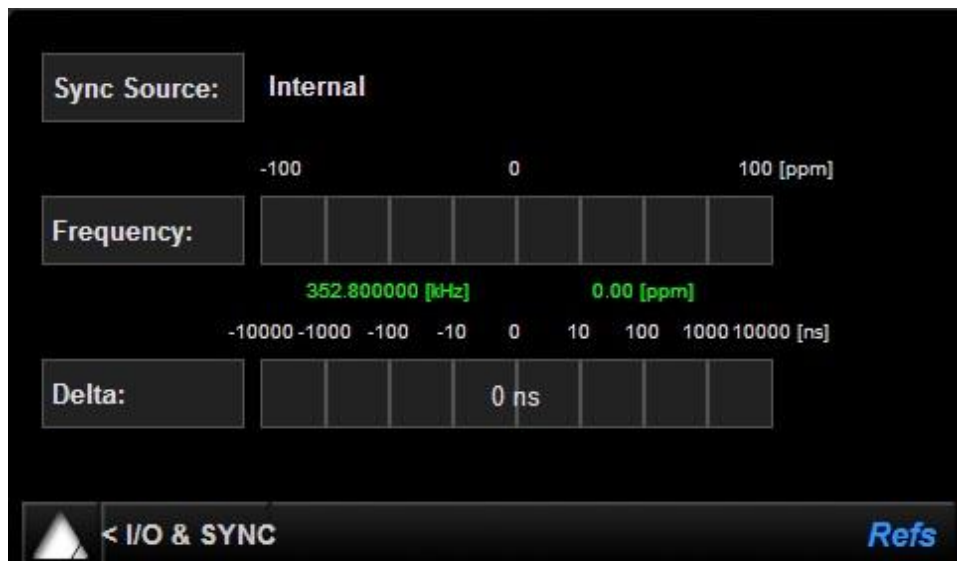 Sync Source: Internal
-100 0 100 [ppm]
Frequency:
352.800000 [kHz] 0.00 [ppm]
-10000 -1000 -100 -10 0 10 100 1000 10000 [ns]
Delta: 0 ns
< I/O & SYNC Refs